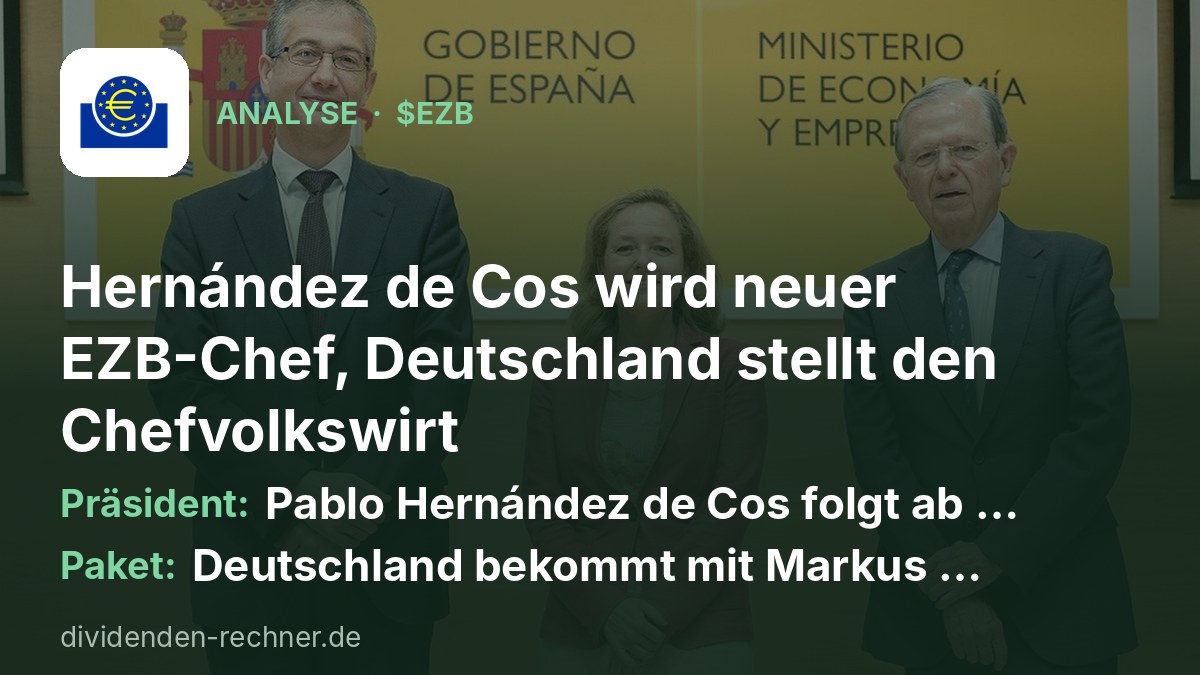 GOBIERNO
DE ESPAÑA
MINISTERIO
DE ECONOMÍA
Y EMPRE
ANALYSE · $EZB
Hernández de Cos wird neuer
EZB-Chef, Deutschland stellt den
Chefvolkswirt
Präsident: Pablo Hernández de Cos folgt ab ...
Paket: Deutschland bekommt mit Markus ...
dividenden-rechner.de